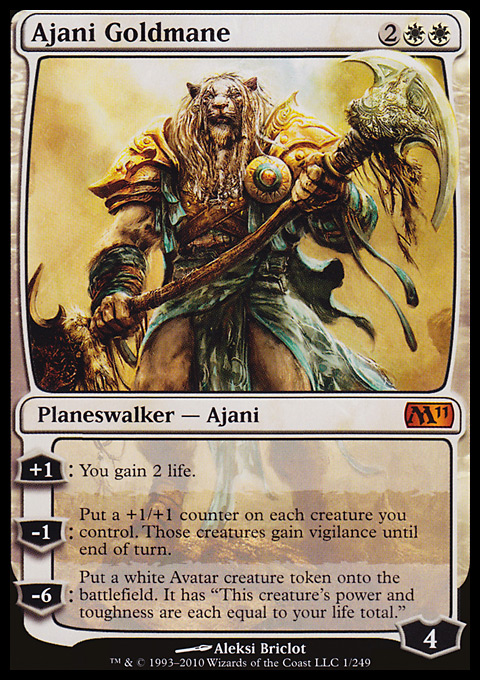 Ajani Goldmane 2
Planeswalker — Ajani M11
+1: You gain 2 life.
Put a +1/+1 counter on each creature you
-1: control. Those creatures gain vigilance until
end of turn.
Put a white Avatar creature token onto the
-6: battlefield. It has “This creature's power and
toughness are each equal to your life total.”
4
Aleksi Briclot
™ & © 1993–2010 Wizards of the Coast LLC 1/249